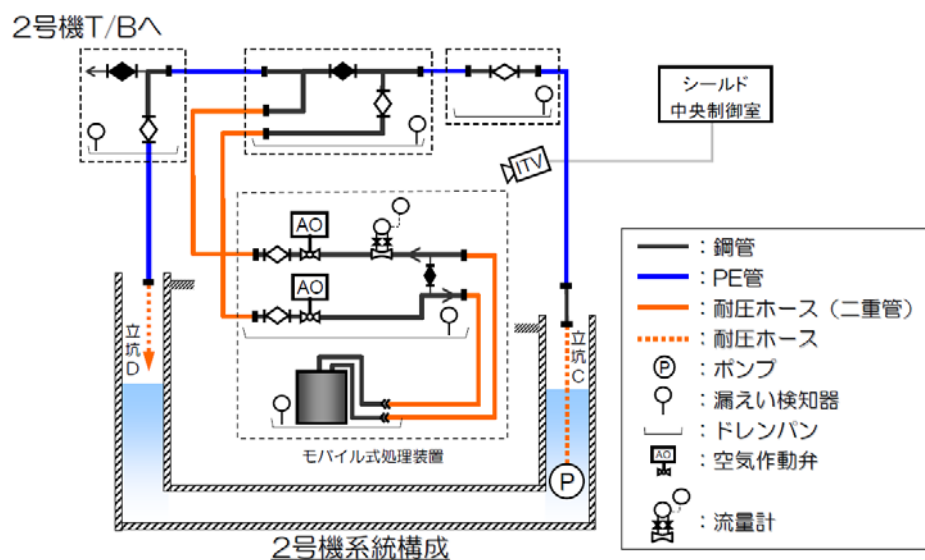 2号機T/Bへ
シールド
中央制御室
ITV
AO
AO
立坑D
立坑C
P
モバイル式処理装置
2号機系統構成
：鋼管
：PE管
：耐圧ホース（二重管）
：耐圧ホース
P ：ポンプ
：漏えい検知器
：ドレンパン
AO ：空気作動弁
：流量計